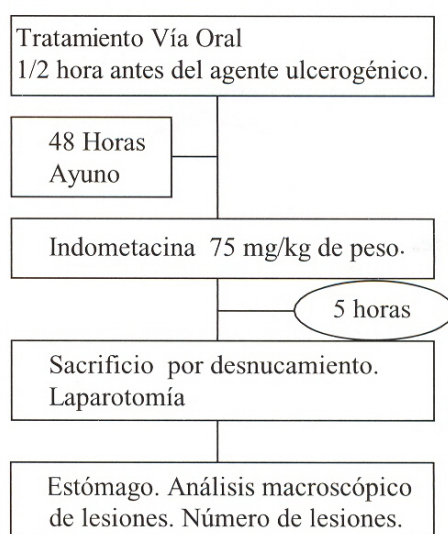 Tratamiento Vía Oral
1/2 hora antes del agente ulcerogénico.
48 Horas
Ayuno
Indometacina 75 mg/kg de peso.
5 horas
Sacrificio por desnucamiento.
Laparotomía
Estómago. Análisis macroscópico
de lesiones. Número de lesiones.